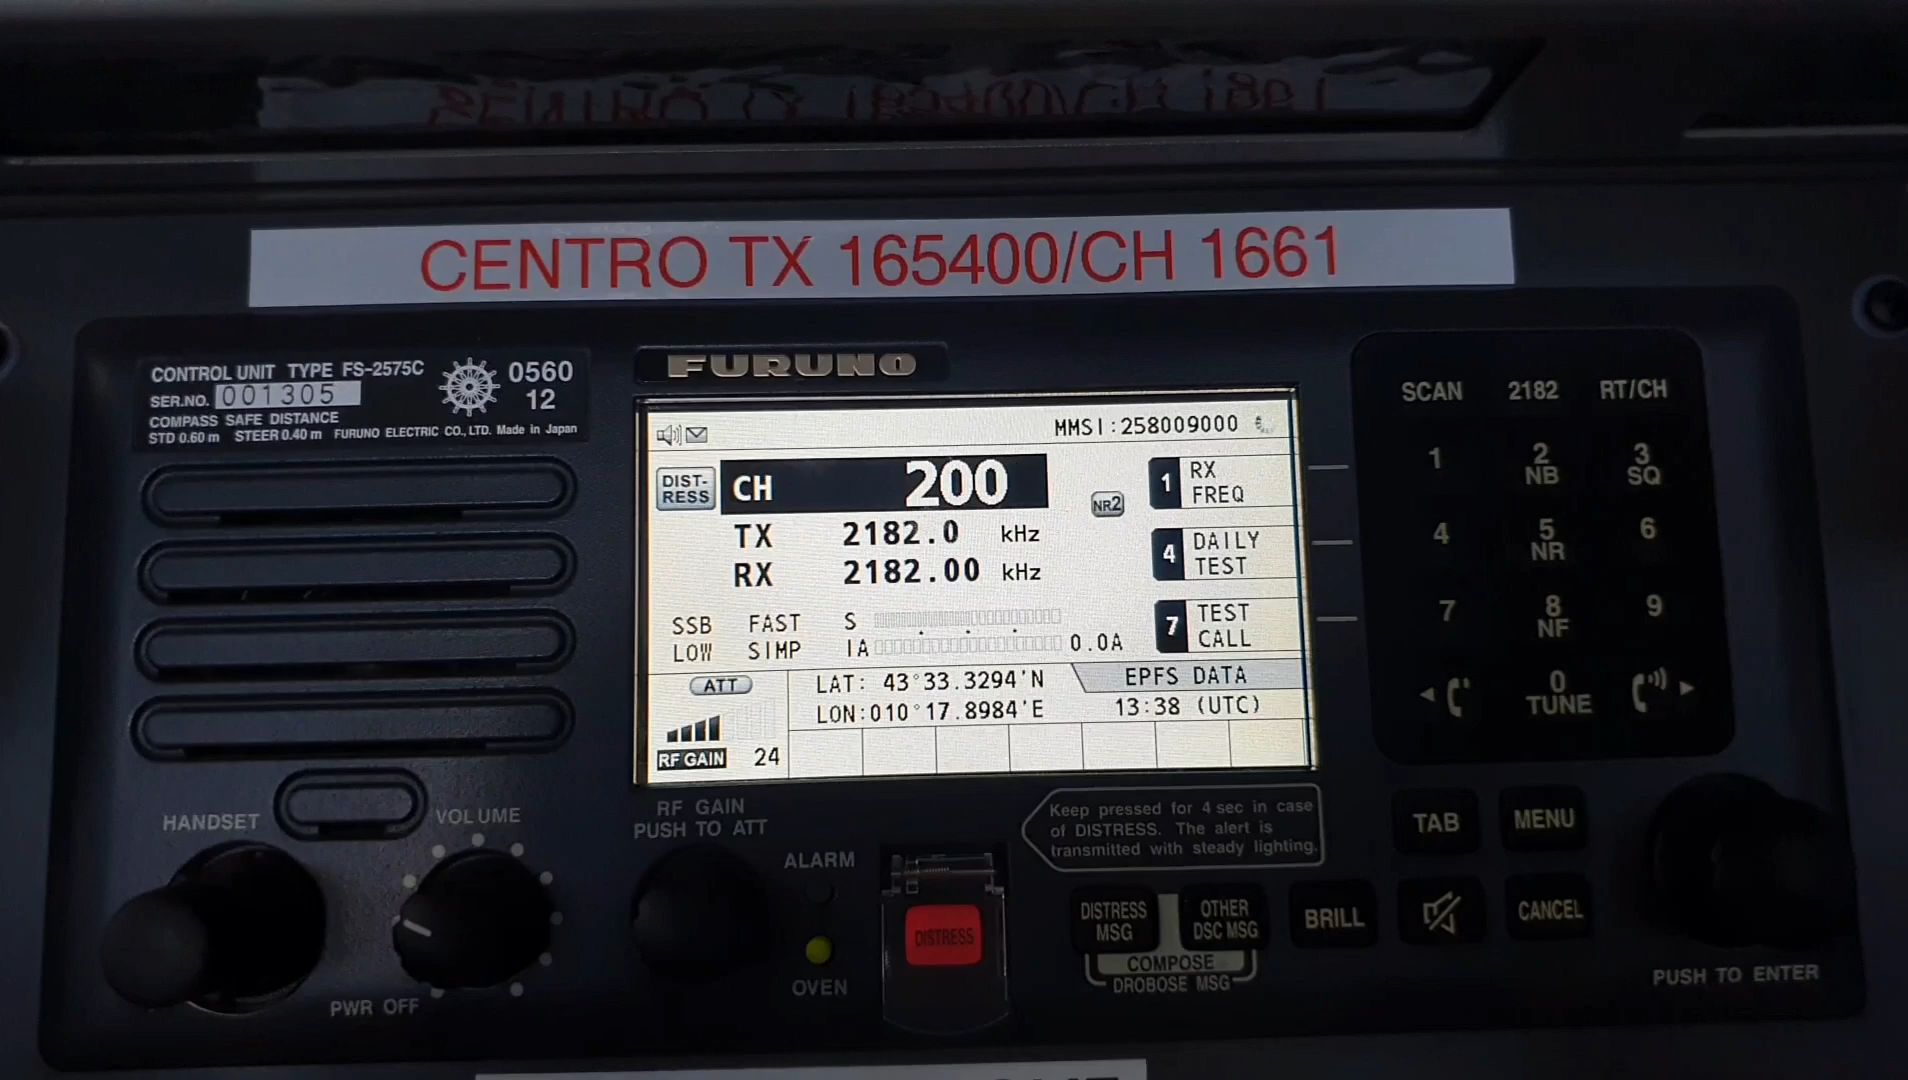 CENTRO TX 165400/CH 1661
CONTROL UNIT TYPE FS-2575C
SER.NO. 001305
COMPASS SAFE DISTANCE
STD 0.60 m STEER 0.40 m FURUNO ELECTRIC CO., LTD. Made in Japan
0560
12
FURUNO
MMSI:258009000
DIST-
RESS
CH 200
NR2
TX 2182.0 kHz
RX 2182.00 kHz
SSB FAST S
LOW SIMP IA 0.0A
1 RX
FREQ
4 DAILY
TEST
7 TEST
CALL
ATT
RF GAIN 24
LAT: 43°33.3294'N
LON:010°17.8984'E
EPFS DATA
13:38 (UTC)
SCAN 2182 RT/CH
1 2 3
NB SQ
4 5 6
NR
7 8 9
NF
0
TUNE
HANDSET
VOLUME
PWR OFF
RF GAIN
PUSH TO ATT
ALARM
OVEN
DISTRESS
Keep pressed for 4 sec in case
of DISTRESS. The alert is
transmitted with steady lighting.
DISTRESS
MSG
OTHER
DSC MSG
COMPOSE
DROBOSE MSG
BRILL
TAB
MENU
CANCEL
PUSH TO ENTER